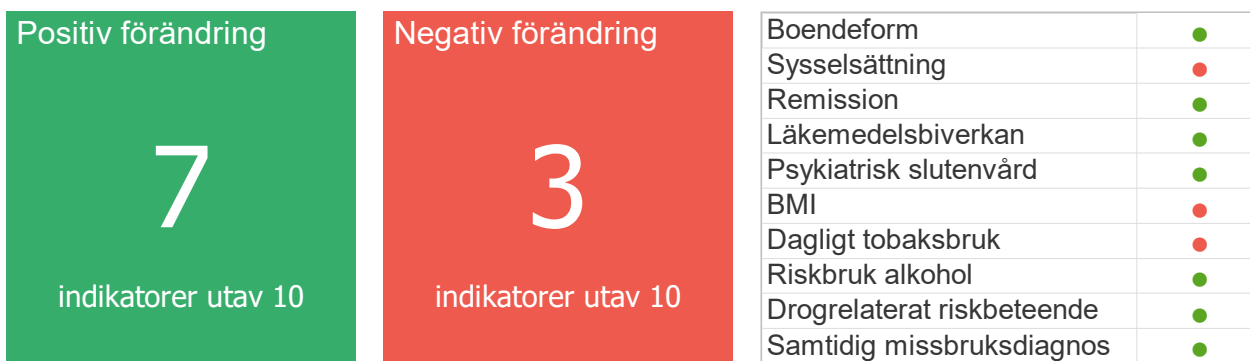 Positiv förändring
7
indikatorer utav 10
Negativ förändring
3
indikatorer utav 10
Boendeform
Sysselsättning
Remission
Läkemedelsbiverkan
Psykiatrisk slutenvård
BMI
Dagligt tobaksbruk
Riskbruk alkohol
Drogrelaterat riskbeteende
Samtidig missbruksdiagnos